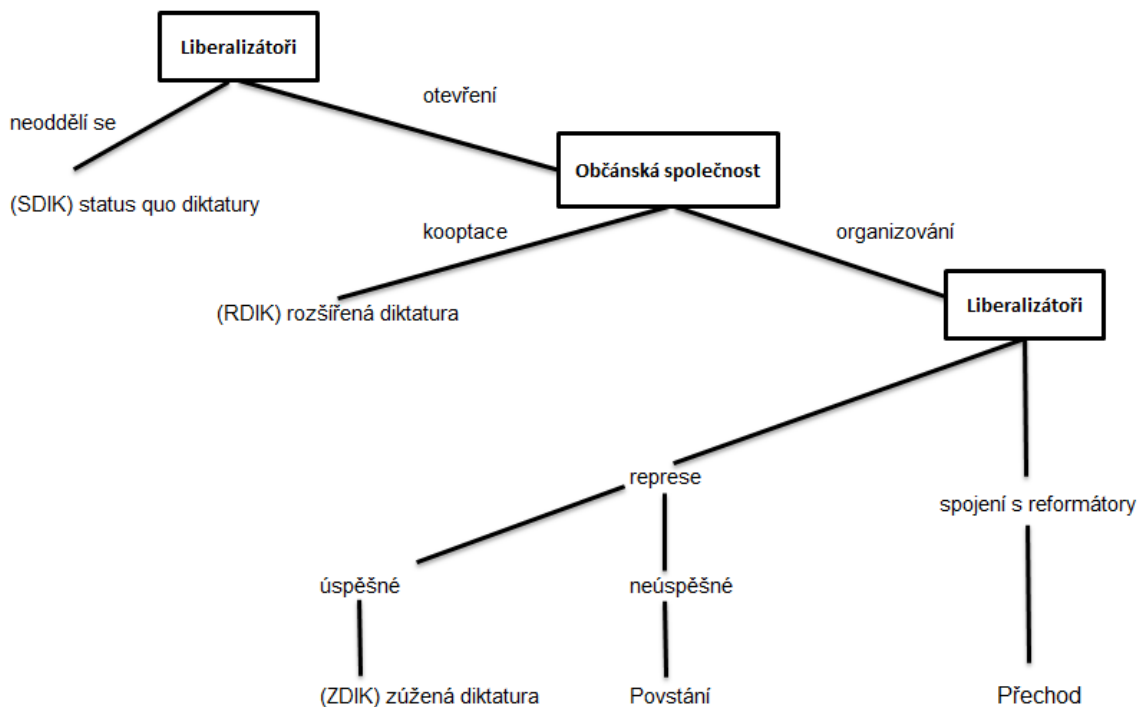 Liberalizátoři
neoddělí se
otevření
(SDIK) status quo diktatury
Občánská společnost
kooptace
organizování
(RDIK) rozšířená diktatura
Liberalizátoři
represe
spojení s reformátory
úspěšné
neúspěšné
(ZDIK) zúžená diktatura
Povstání
Přechod